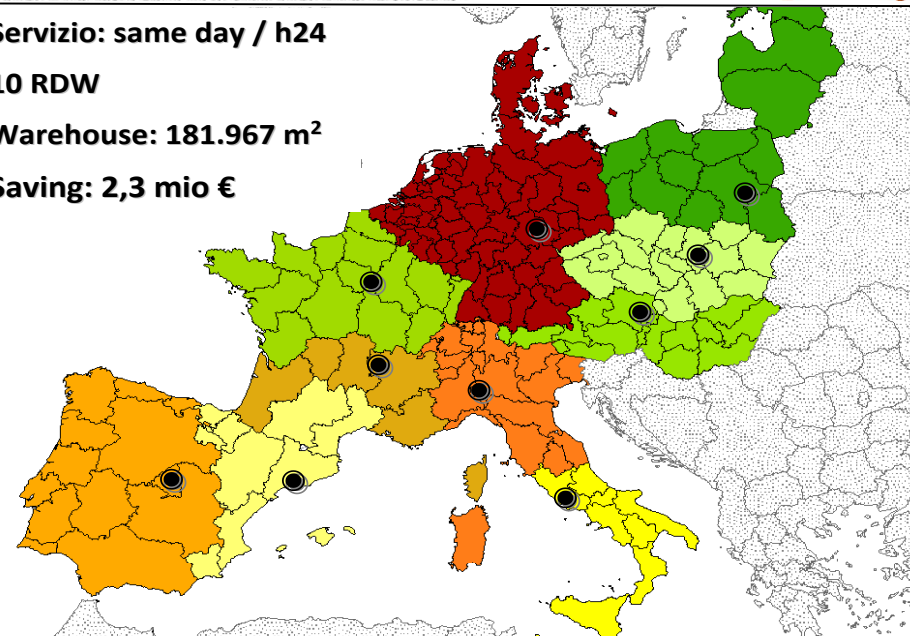 Servizio: same day / h24
10 RDW
Warehouse: 181.967 m²
Saving: 2,3 mio €